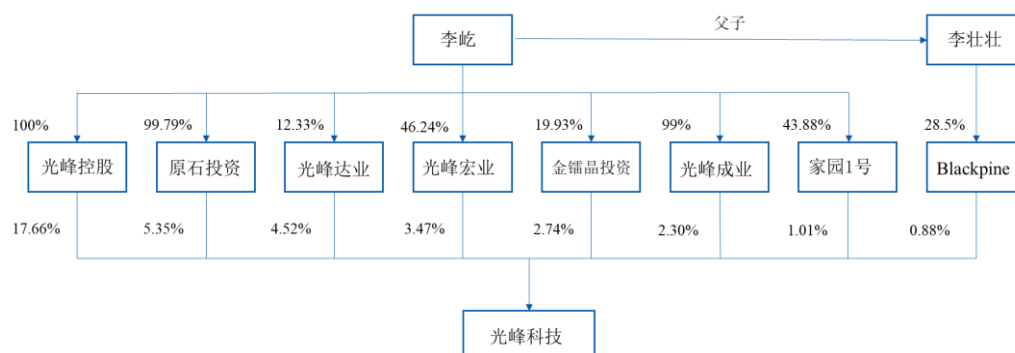 父子
李屹
李壮壮
100%
99.79%
12.33%
46.24%
19.93%
99%
43.88%
28.5%
光峰控股
原石投资
光峰达业
光峰宏业
金镭晶投资
光峰成业
家园1号
Blackpine
17.66%
5.35%
4.52%
3.47%
2.74%
2.30%
1.01%
0.88%
光峰科技